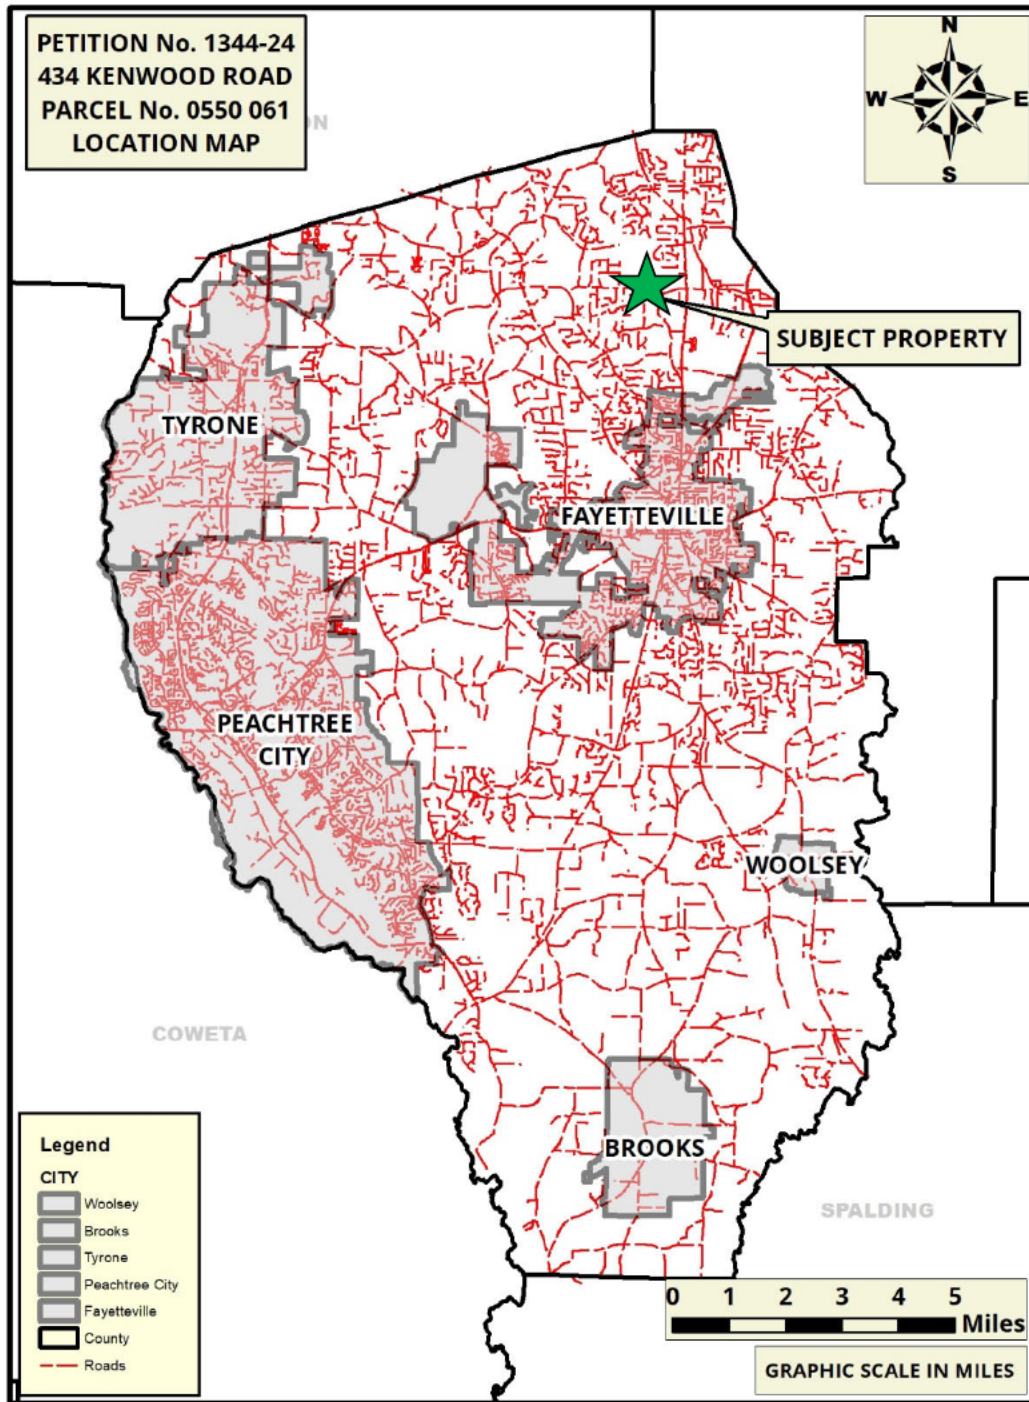 PETITION No. 1344-24
434 KENWOOD ROAD
PARCEL No. 0550 061
LOCATION MAP
N
W
E
S
SUBJECT PROPERTY
TYRONE
FAYETTEVILLE
PEACHTREE
CITY
WOOLSEY
COWETA
BROOKS
SPALDING
Legend
CITY
Woolsey
Brooks
Tyrone
Peachtree City
Fayetteville
County
Roads
0 1 2 3 4 5
Miles
GRAPHIC SCALE IN MILES